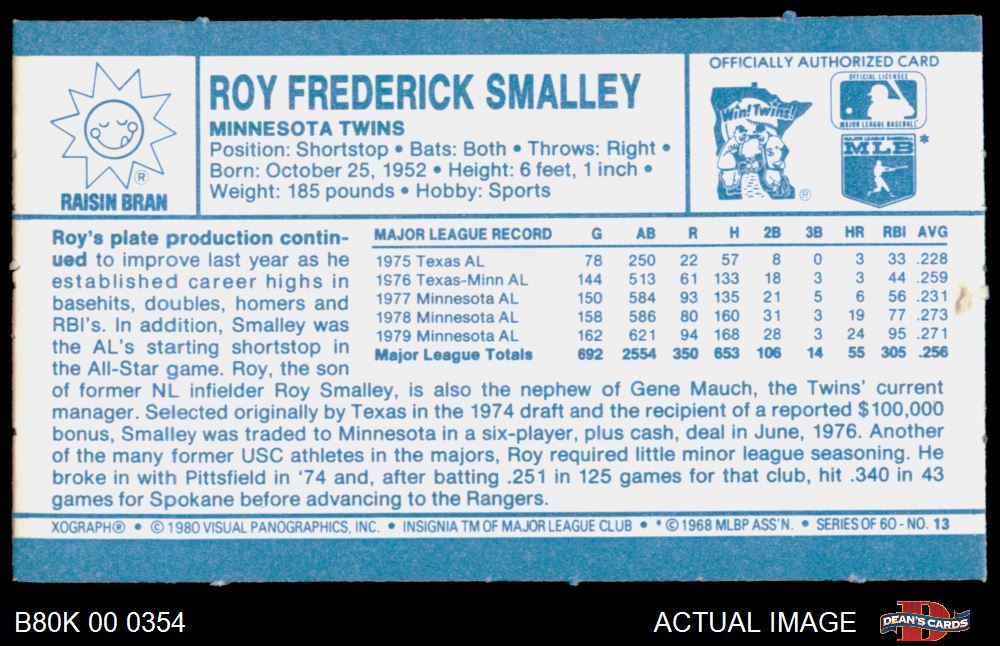 ROY FREDERICK SMALLEY
MINNESOTA TWINS
Position: Shortstop • Bats: Both • Throws: Right •
Born: October 25, 1952 • Height: 6 feet, 1 inch •
Weight: 185 pounds • Hobby: Sports
®
RAISIN BRAN
OFFICIALLY AUTHORIZED CARD
Win! Twins!
®
OFFICIAL LICENSEE
MAJOR LEAGUE BASEBALL
MAJOR LEAGUE BASEBALL
MLB *
Roy's plate production contin-
ued to improve last year as he
established career highs in
basehits, doubles, homers and
RBI's. In addition, Smalley was
the AL's starting shortstop in
the All-Star game. Roy, the son
MAJOR LEAGUE RECORD G AB R H 2B 3B HR RBI AVG
1975 Texas AL 78 250 22 57 8 0 3 33 .228
1976 Texas-Minn AL 144 513 61 133 18 3 3 44 .259
1977 Minnesota AL 150 584 93 135 21 5 6 56 .231
1978 Minnesota AL 158 586 80 160 31 3 19 77 .273
1979 Minnesota AL 162 621 94 168 28 3 24 95 .271
Major League Totals 692 2554 350 653 106 14 55 305 .256
of former NL infielder Roy Smalley, is also the nephew of Gene Mauch, the Twins' current
manager. Selected originally by Texas in the 1974 draft and the recipient of a reported $100,000
bonus, Smalley was traded to Minnesota in a six-player, plus cash, deal in June, 1976. Another
of the many former USC athletes in the majors, Roy required little minor league seasoning. He
broke in with Pittsfield in '74 and, after batting .251 in 125 games for that club, hit .340 in 43
games for Spokane before advancing to the Rangers.
XOGRAPH® • © 1980 VISUAL PANOGRAPHICS, INC. • INSIGNIA TM OF MAJOR LEAGUE CLUB • * © 1968 MLBP ASS'N. • SERIES OF 60 - NO. 13
B80K 00 0354
ACTUAL IMAGE
D
DEAN'S CARDS